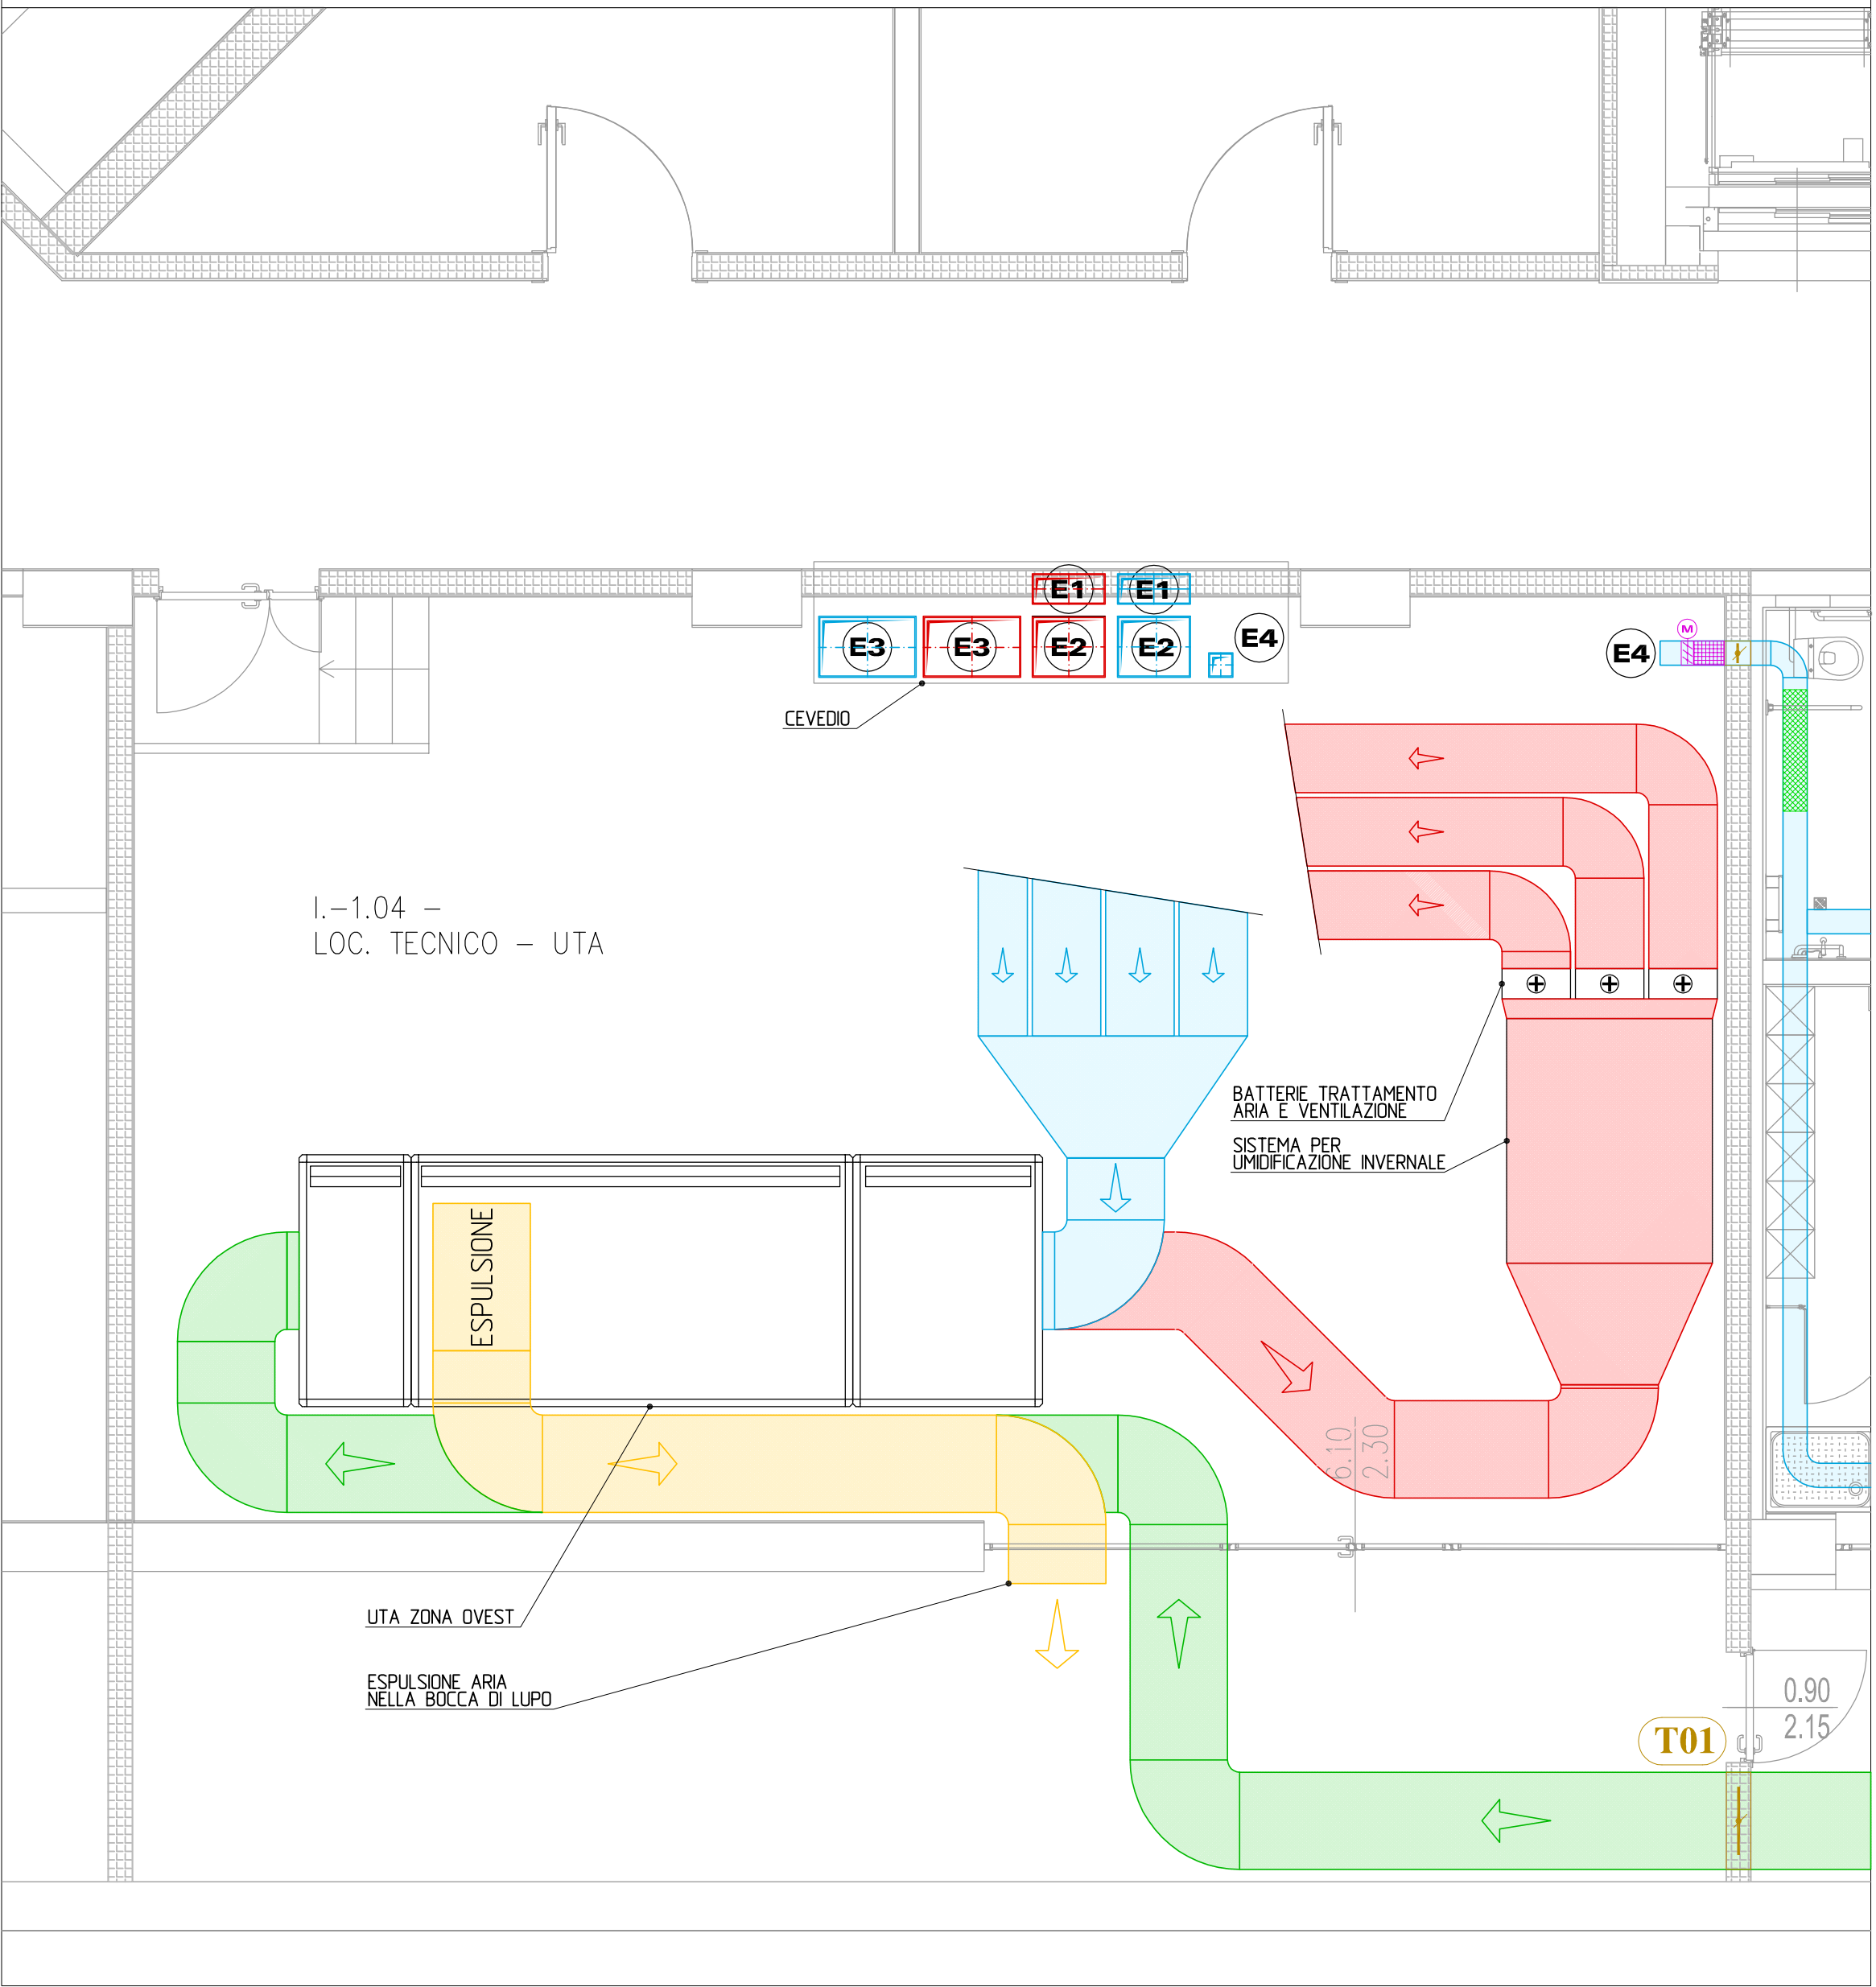 E1
E1
E3
E3
E2
E2
E4
E4
M
CEVEDIO
I.-1.04 -
LOC. TECNICO - UTA
BATTERIE TRATTAMENTO
ARIA E VENTILAZIONE
SISTEMA PER
UMIDIFICAZIONE INVERNALE
ESPULSIONE
6.10
2.30
UTA ZONA OVEST
ESPULSIONE ARIA
NELLA BOCCA DI LUPO
0.90
2.15
T01